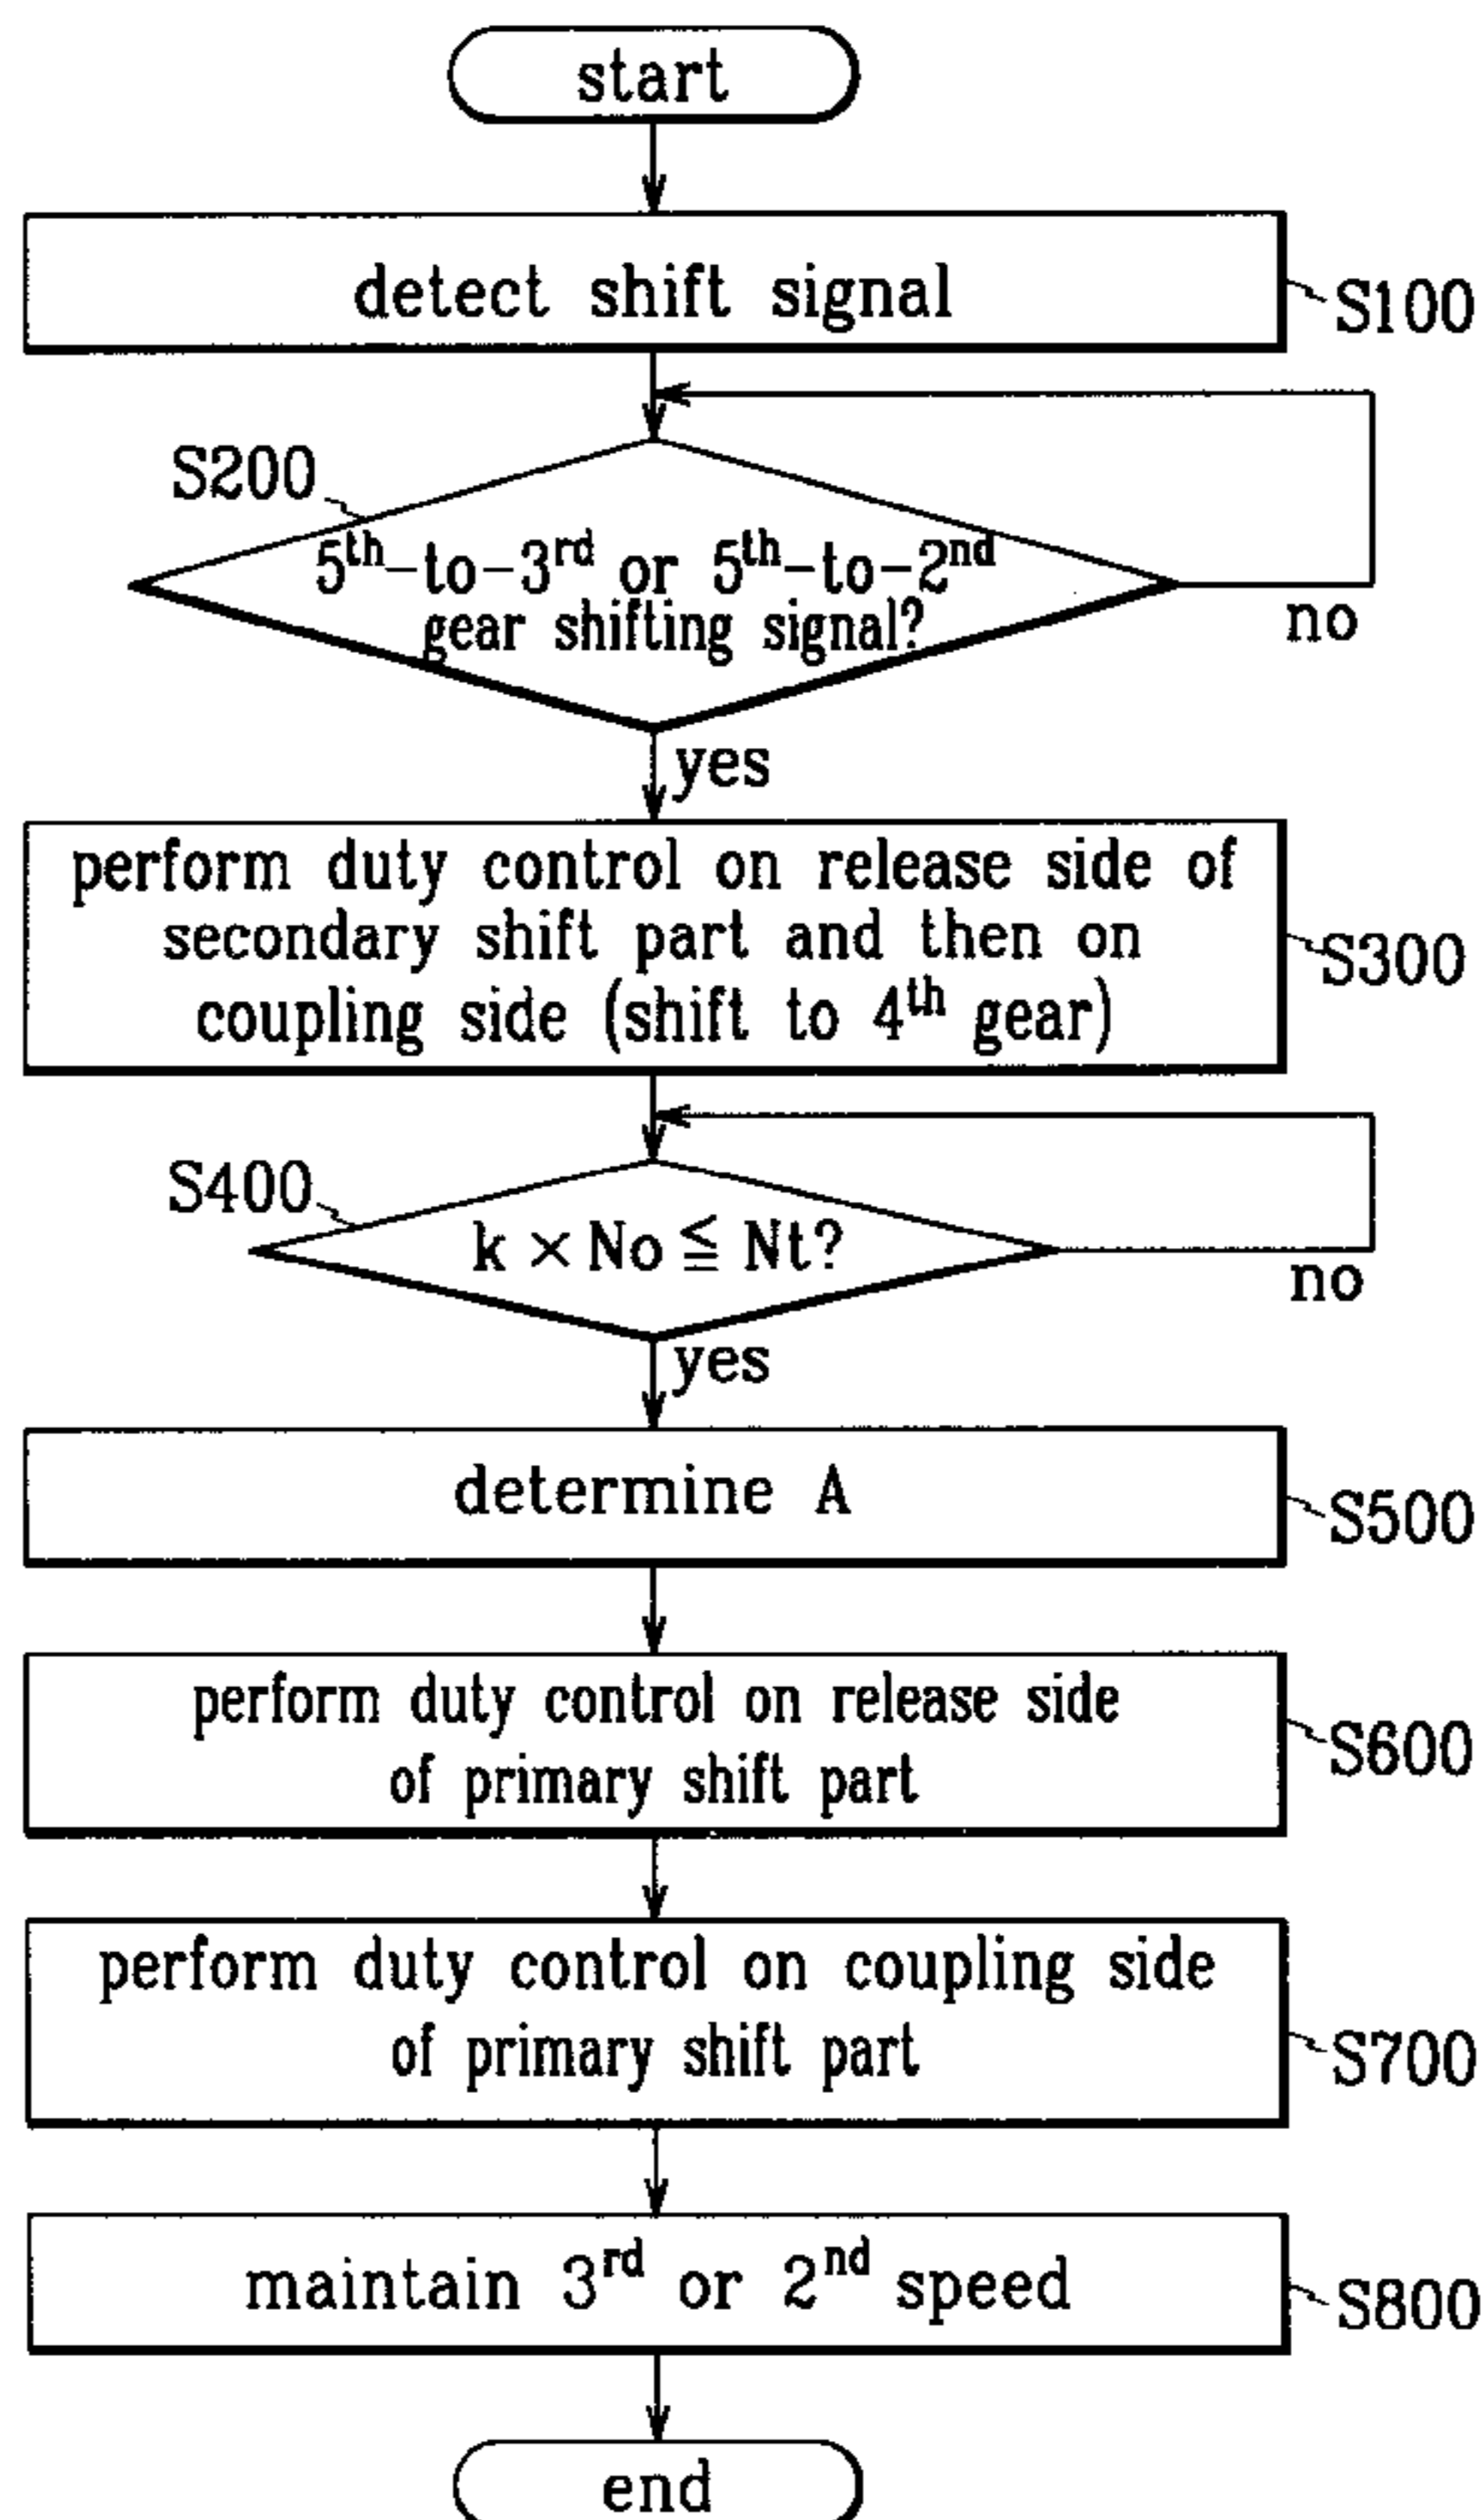 start
detect shift signal
S100
S200
5th-to-3rd or 5th-to-2nd
gear shifting signal?
no
yes
perform duty control on release side of
secondary shift part and then on
coupling side (shift to 4th gear)
S300
S400
k × No ≦ Nt?
no
yes
determine A
S500
perform duty control on release side
of primary shift part
S600
perform duty control on coupling side
of primary shift part
S700
maintain 3rd or 2nd speed
S800
end